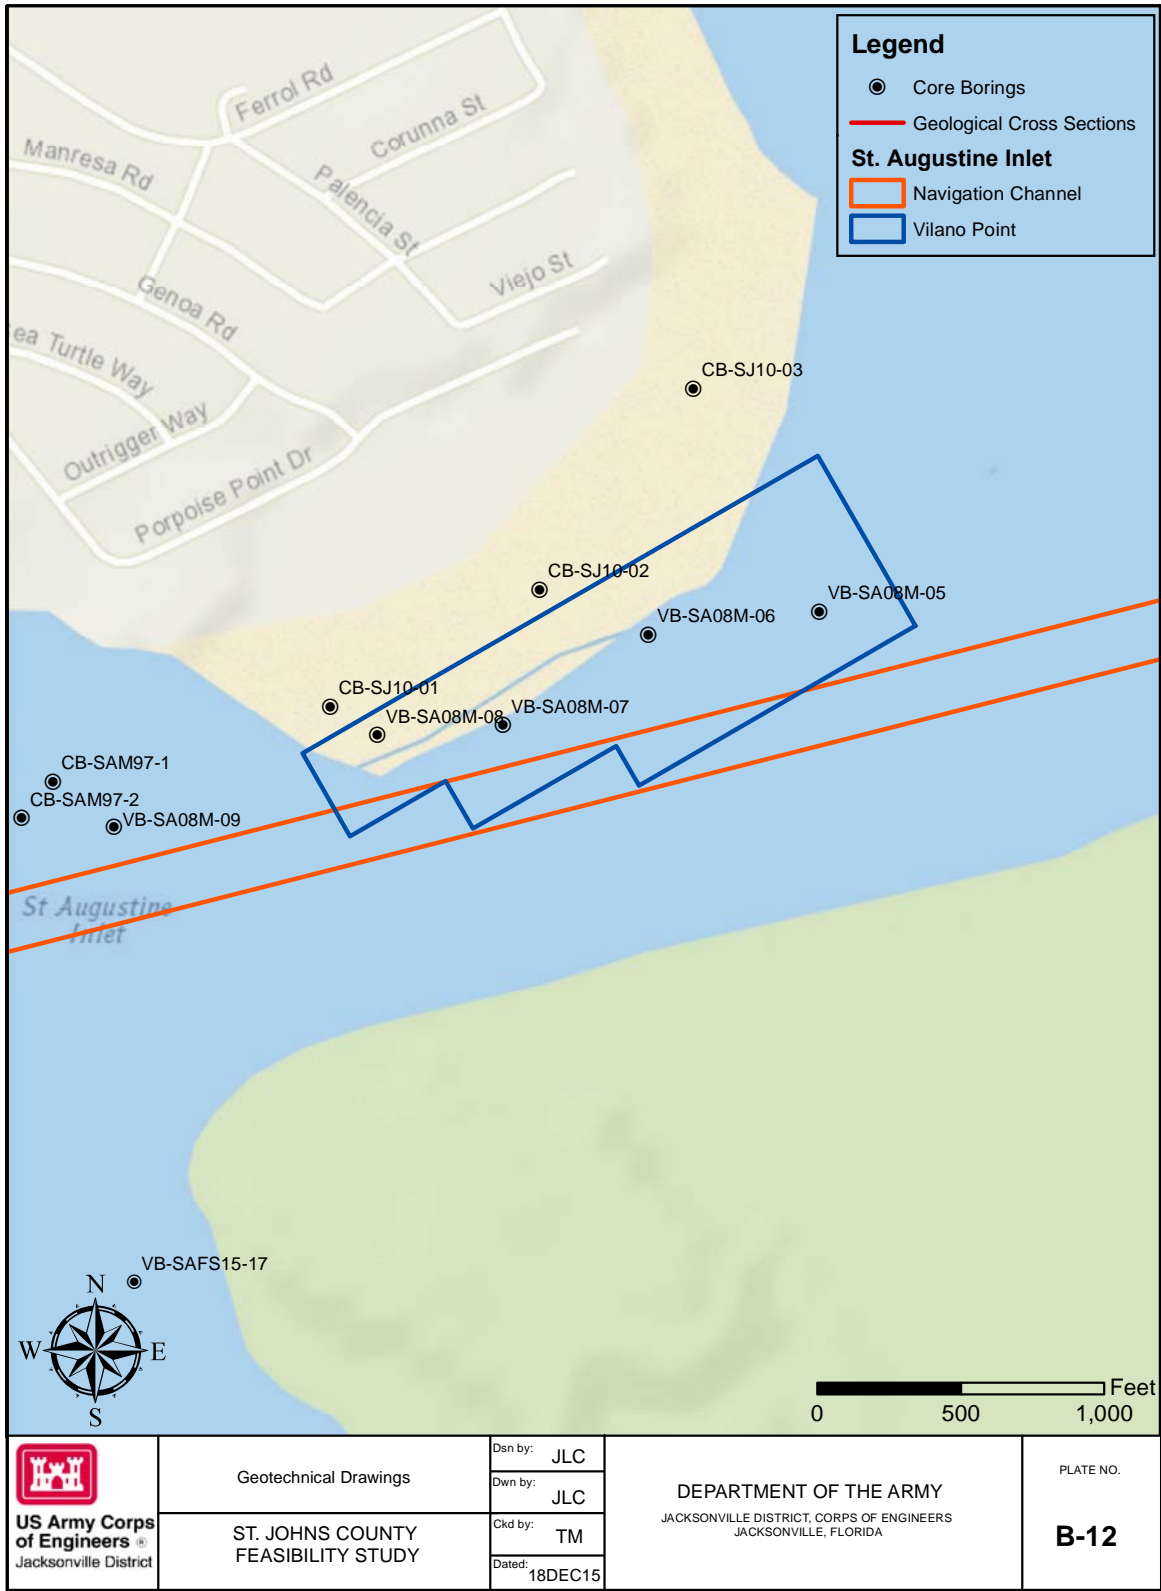 Legend
Core Borings
Geological Cross Sections
St. Augustine Inlet
Navigation Channel
Vilano Point
Ferrol Rd
Corunna St
Manresa Rd
Palencia St
Viejo St
Genoa Rd
ea Turtle Way
Outrigger Way
Porpoise Point Dr
CB-SJ10-03
CB-SJ10-02
VB-SA08M-05
VB-SA08M-06
CB-SJ10-01
VB-SA08M-08
VB-SA08M-07
CB-SAM97-1
CB-SAM97-2
VB-SA08M-09
St Augustine
Inlet
VB-SAFS15-17
N
W
E
S
Feet
0 500 1,000
US Army Corps
of Engineers ®
Jacksonville District
Geotechnical Drawings
ST. JOHNS COUNTY
FEASIBILITY STUDY
Dsn by: JLC
Dwn by: JLC
Ckd by: TM
Dated: 18DEC15
DEPARTMENT OF THE ARMY
JACKSONVILLE DISTRICT, CORPS OF ENGINEERS
JACKSONVILLE, FLORIDA
PLATE NO.
B-12